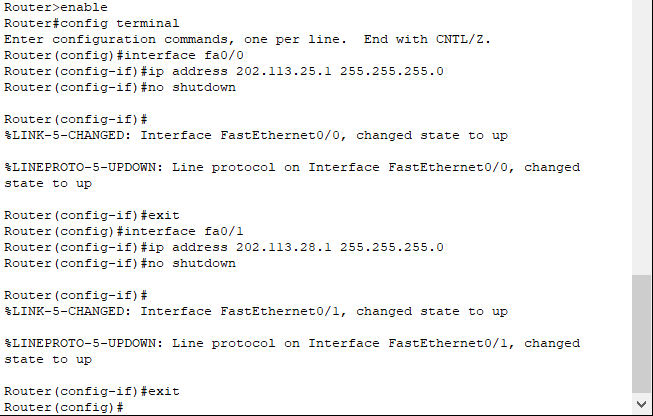 Router>enable
Router#config terminal
Enter configuration commands, one per line.  End with CNTL/Z.
Router(config)#interface fa0/0
Router(config-if)#ip address 202.113.25.1 255.255.255.0
Router(config-if)#no shutdown
Router(config-if)#
%LINK-5-CHANGED: Interface FastEthernet0/0, changed state to up
%LINEPROTO-5-UPDOWN: Line protocol on Interface FastEthernet0/0, changed
state to up
Router(config-if)#exit
Router(config)#interface fa0/1
Router(config-if)#ip address 202.113.28.1 255.255.255.0
Router(config-if)#no shutdown
Router(config-if)#
%LINK-5-CHANGED: Interface FastEthernet0/1, changed state to up
%LINEPROTO-5-UPDOWN: Line protocol on Interface FastEthernet0/1, changed
state to up
Router(config-if)#exit
Router(config)#